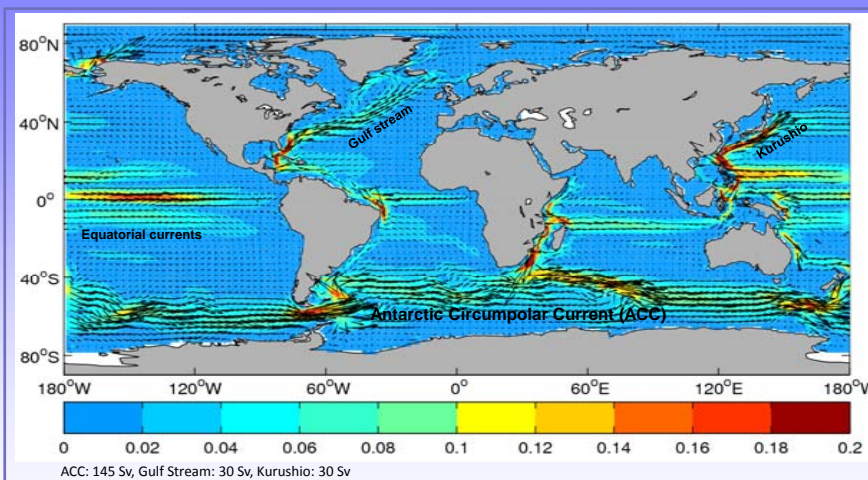 80°N
40°N
0°
40°S
80°S
Gulf stream
Kurushio
Equatorial currents
Antarctic Circumpolar Current (ACC)
180°W 120°W 60°W 0° 60°E 120°E 180°W
0 0.02 0.04 0.06 0.08 0.1 0.12 0.14 0.16 0.18 0.2
ACC: 145 Sv, Gulf Stream: 30 Sv, Kurushio: 30 Sv